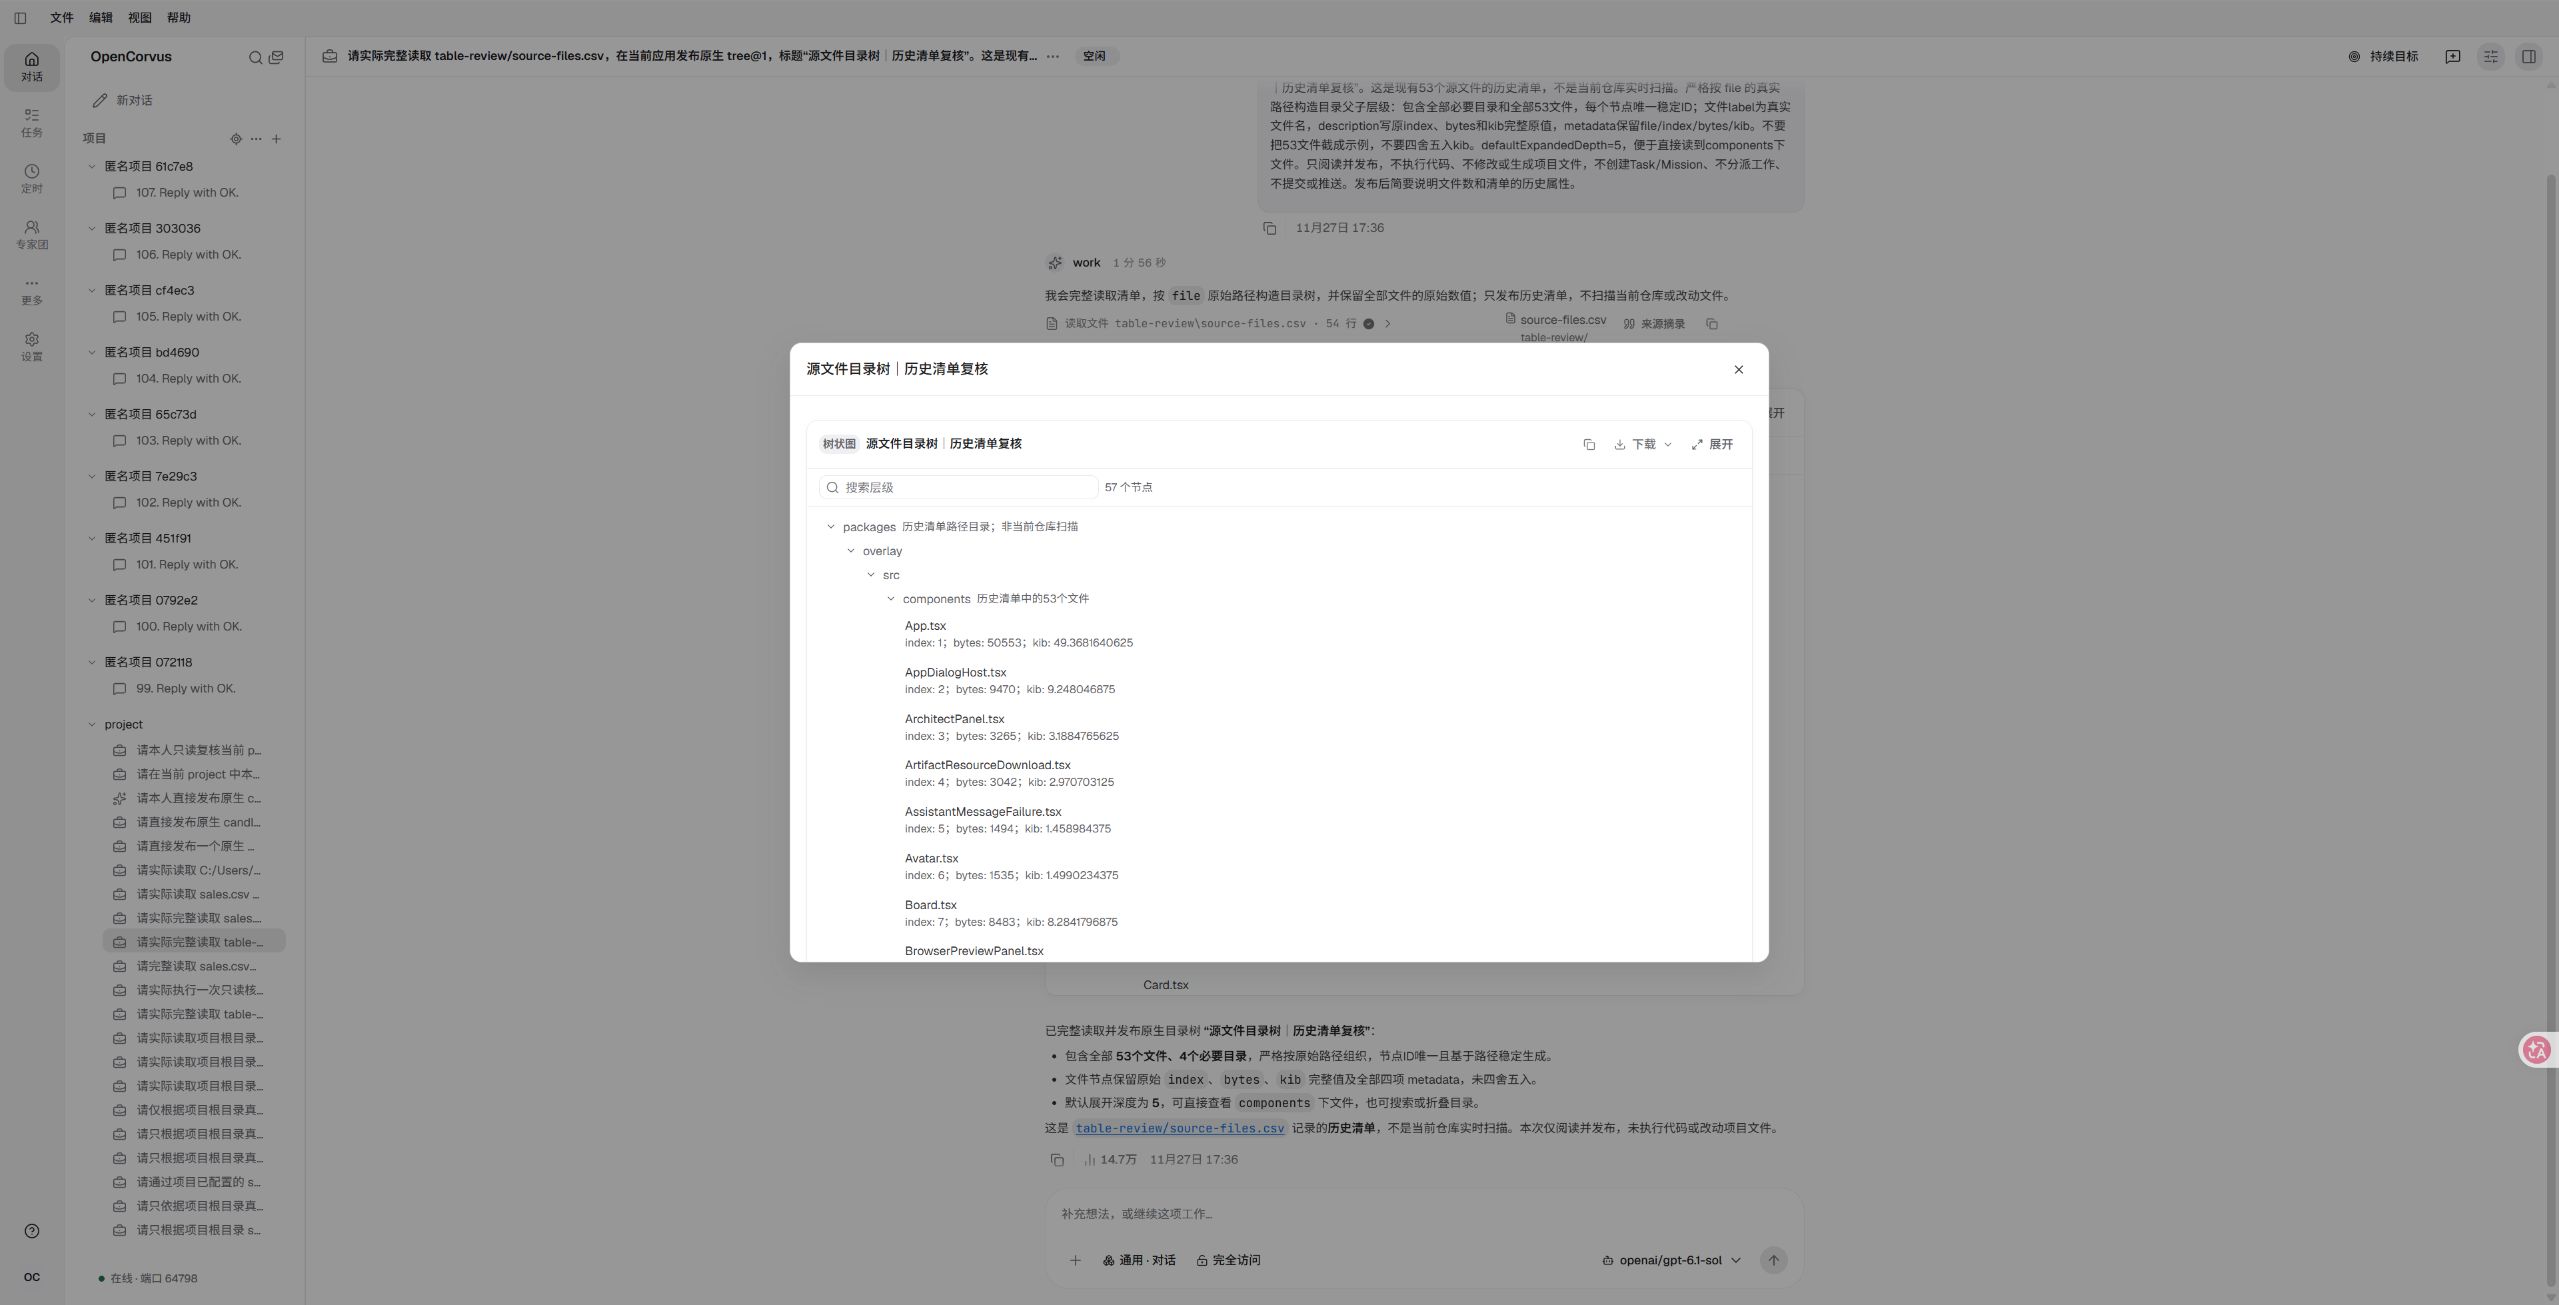 文件 编辑 视图 帮助
对话
任务
定时
专家团
更多
设置
OC
OpenCorvus
新对话
项目
匿名项目 61c7e8
107. Reply with OK.
匿名项目 303036
106. Reply with OK.
匿名项目 cf4ec3
105. Reply with OK.
匿名项目 bd4690
104. Reply with OK.
匿名项目 65c73d
103. Reply with OK.
匿名项目 7e29c3
102. Reply with OK.
匿名项目 451f91
101. Reply with OK.
匿名项目 0792e2
100. Reply with OK.
匿名项目 072118
99. Reply with OK.
project
请本人只读复核当前 p...
请在当前 project 中本...
请本人直接发布原生 c...
请直接发布原生 candl...
请直接发布一个原生 ...
请实际读取 C:/Users/...
请实际读取 sales.csv ...
请实际完整读取 sales....
请实际完整读取 table-...
请完整读取 sales.csv...
请实际执行一次只读核...
请实际完整读取 table-...
请实际读取项目根目录...
请实际读取项目根目录...
请实际读取项目根目录...
请仅根据项目根目录真...
请只根据项目根目录真...
请只根据项目根目录真...
请通过项目已配置的 s...
请只依据项目根目录真...
请只根据项目根目录 s...
在线 · 端口 64798
请实际完整读取 table-review/source-files.csv，在当前应用发布原生 tree@1，标题“源文件目录树｜历史清单复核”。这是现有... 空闲
持续目标
｜历史清单复核”。这是现有53个源文件的历史清单，不是当前仓库实时扫描。严格按 file 的真实
路径构造目录父子层级：包含全部必要目录和全部53文件，每个节点唯一稳定ID；文件label为真实
文件名，description写原index、bytes和kib完整原值，metadata保留file/index/bytes/kib。不要
把53文件截成示例，不要四舍五入kib。defaultExpandedDepth=5，便于直接读到components下
文件。只阅读并发布，不执行代码、不修改或生成项目文件，不创建Task/Mission、不分派工作、
不提交或推送。发布后简要说明文件数和清单的历史属性。
11月27日 17:36
work 1 分 56 秒
我会完整读取清单，按 file 原始路径构造目录树，并保留全部文件的原始数值；只发布历史清单，不扫描当前仓库或改动文件。
读取文件 table-review\source-files.csv · 54 行
source-files.csv
table-review/
来源摘录
源文件目录树｜历史清单复核
展开
树状图 源文件目录树｜历史清单复核 下载 展开
搜索层级 57 个节点
packages 历史清单路径目录；非当前仓库扫描
overlay
src
components 历史清单中的53个文件
App.tsx
index: 1；bytes: 50553；kib: 49.3681640625
AppDialogHost.tsx
index: 2；bytes: 9470；kib: 9.248046875
ArchitectPanel.tsx
index: 3；bytes: 3265；kib: 3.1884765625
ArtifactResourceDownload.tsx
index: 4；bytes: 3042；kib: 2.970703125
AssistantMessageFailure.tsx
index: 5；bytes: 1494；kib: 1.458984375
Avatar.tsx
index: 6；bytes: 1535；kib: 1.4990234375
Board.tsx
index: 7；bytes: 8483；kib: 8.2841796875
BrowserPreviewPanel.tsx
Card.tsx
已完整读取并发布原生目录树 “源文件目录树｜历史清单复核”：
• 包含全部 53个文件、4个必要目录，严格按原始路径组织，节点ID唯一且基于路径稳定生成。
• 文件节点保留原始 index、bytes、kib 完整值及全部四项 metadata，未四舍五入。
• 默认展开深度为 5，可直接查看 components 下文件，也可搜索或折叠目录。
这是 table-review/source-files.csv 记录的历史清单，不是当前仓库实时扫描。本次仅阅读并发布，未执行代码或改动项目文件。
14.7万 11月27日 17:36
补充想法，或继续这项工作...
通用 · 对话 完全访问 openai/gpt-6.1-sol